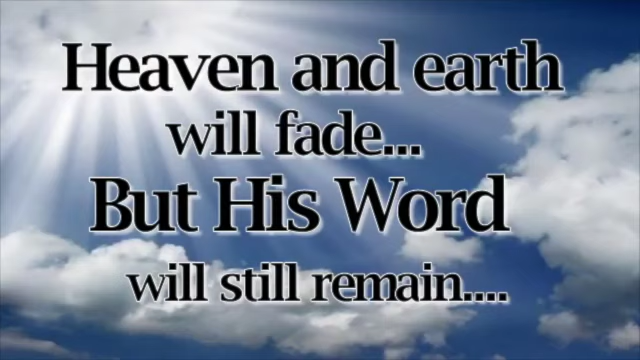 Heaven and earth
will fade...
But His Word
will still remain....